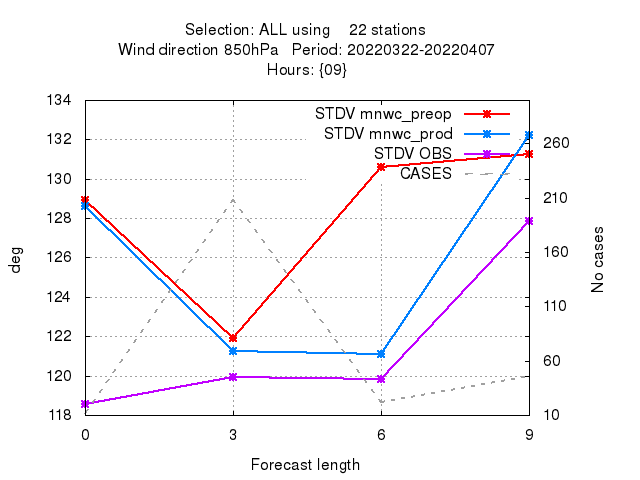 Selection: ALL using 22 stations
Wind direction 850hPa Period: 20220322-20220407
Hours: {09}
STDV mnwc_preop
STDV mnwc_prod
STDV OBS
CASES
134
132
130
128
126
124
122
120
118
deg
260
210
160
110
60
10
No cases
0 3 6 9
Forecast length